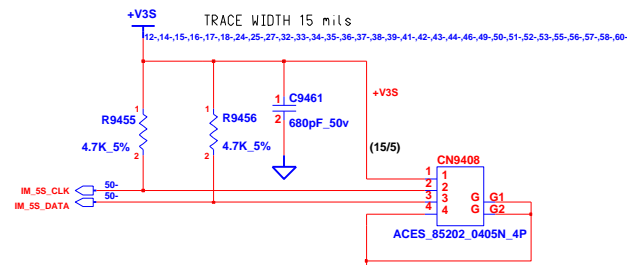 +V3S
TRACE WIDTH 15 mils
12-,14-,15-,16-,17-,18-,24-,25-,27-,32-,33-,34-,35-,36-,37-,38-,39-,41-,42-,43-,44-,46-,49-,50-,51-,52-,53-,55-,56-,57-,58-,60-
1
R9455
2
4.7K_5%
1
R9456
2
4.7K_5%
1
C9461
2
680pF_50v
+V3S
(15/5)
CN9408
IM_5S_CLK
50-
IM_5S_DATA
50-
1 1
2 2
3 3 G G1
4 4 G G2
ACES_85202_0405N_4P